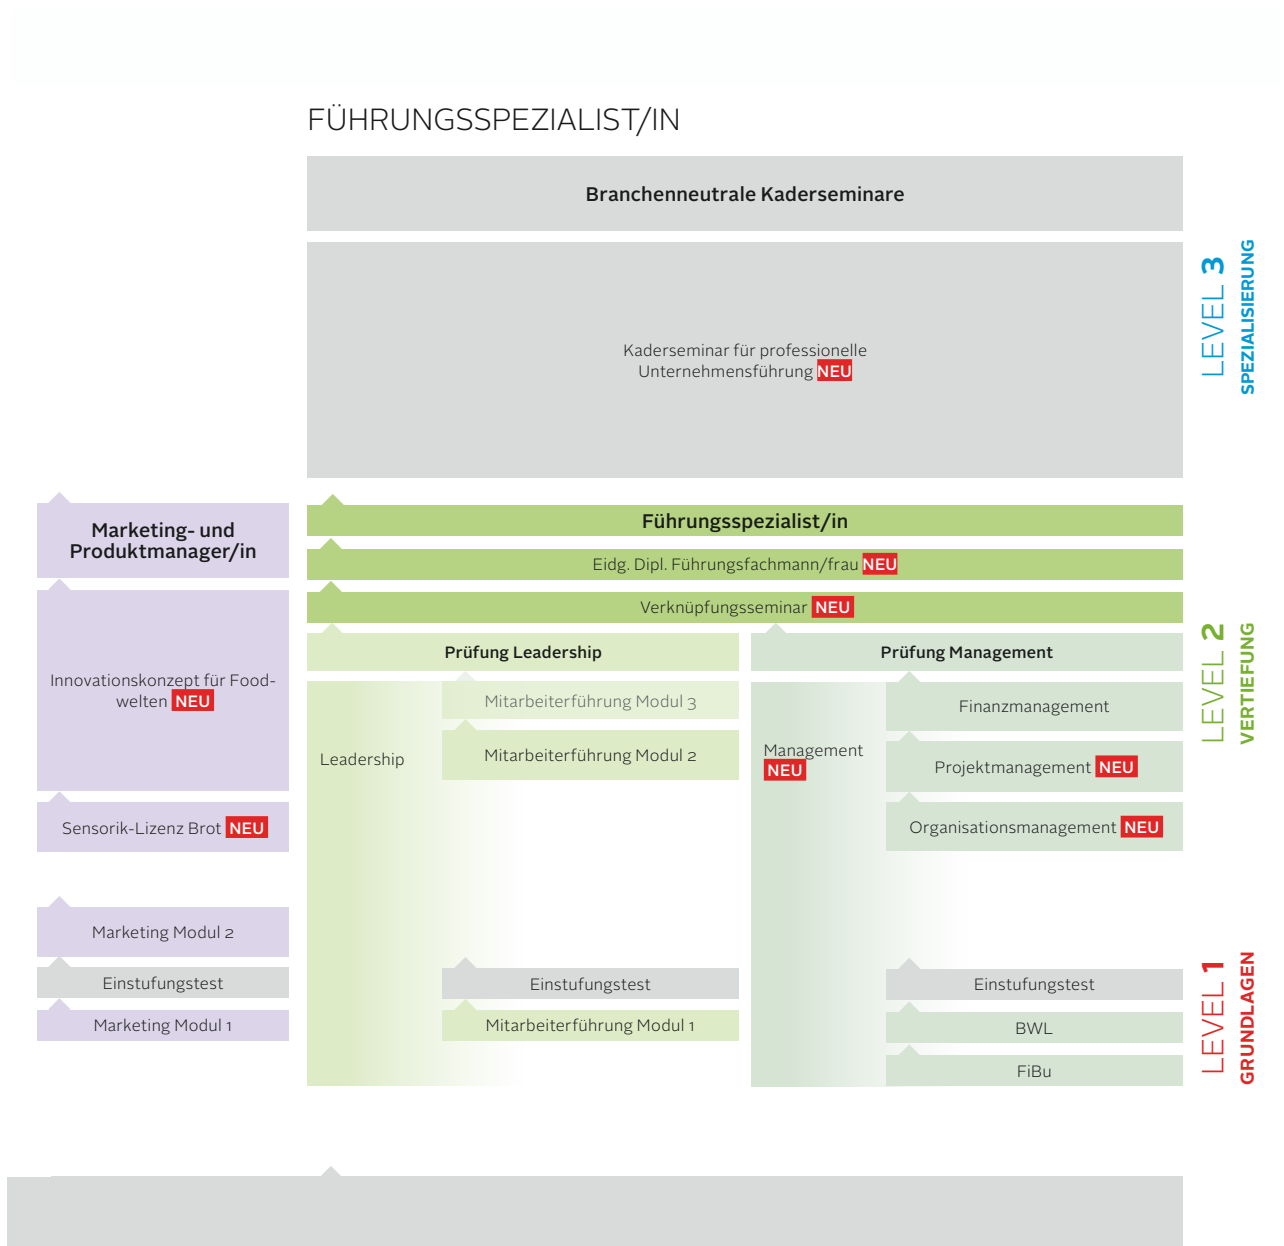 FÜHRUNGSSPEZIALIST/IN
Branchenneutrale Kaderseminare
Kaderseminar für professionelle
Unternehmensführung NEU
LEVEL 3
SPEZIALISIERUNG
Marketing- und
Produktmanager/in
Innovationskonzept für Food-
welten NEU
Sensorik-Lizenz Brot NEU
Marketing Modul 2
Einstufungstest
Marketing Modul 1
Führungsspezialist/in
Eidg. Dipl. Führungsfachmann/frau NEU
Verknüpfungsseminar NEU
Prüfung Leadership
Leadership
Mitarbeiterführung Modul 3
Mitarbeiterführung Modul 2
Einstufungstest
Mitarbeiterführung Modul 1
Prüfung Management
Management
NEU
Finanzmanagement
Projektmanagement NEU
Organisationsmanagement NEU
Einstufungstest
BWL
FiBu
LEVEL 2
VERTIEFUNG
LEVEL 1
GRUNDLAGEN